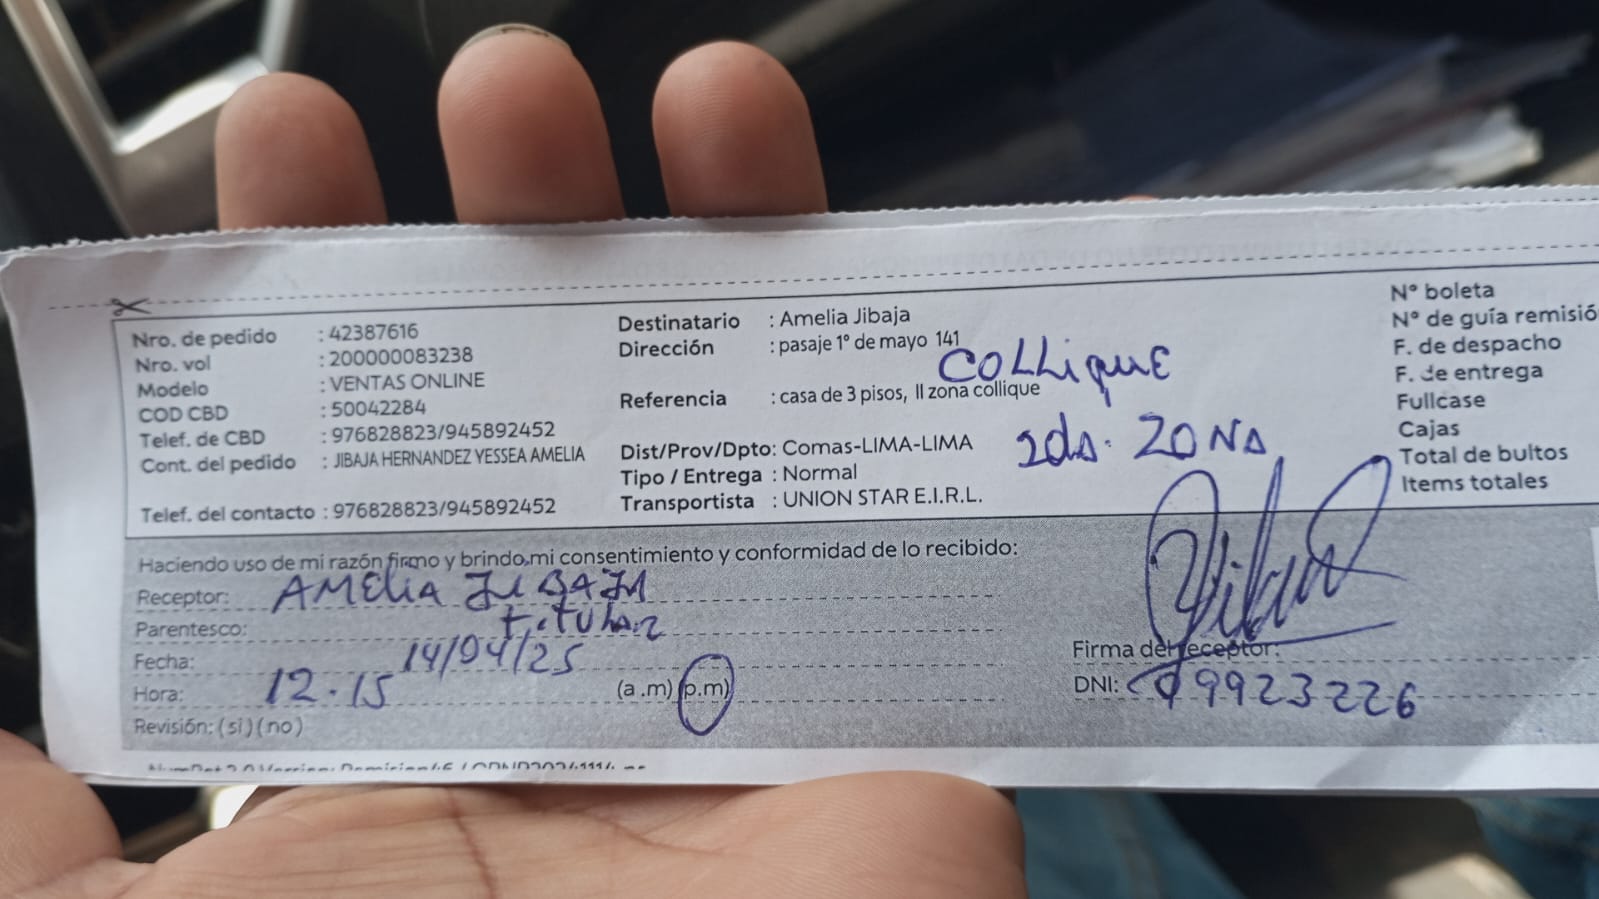 Nro. de pedido : 42387616
Nro. vol : 200000083238
Modelo : VENTAS ONLINE
COD CBD : 50042284
Telef. de CBD : 976828823/945892452
Cont. del pedido : JIBAJA HERNANDEZ YESSEA AMELIA
Telef. del contacto : 976828823/945892452
Destinatario : Amelia Jibaja
Dirección : pasaje 1° de mayo 141
COLLiquE
Referencia : casa de 3 pisos, II zona collique
2da. ZONA
Dist/Prov/Dpto: Comas-LIMA-LIMA
Tipo / Entrega : Normal
Transportista : UNION STAR E.I.R.L.
N° boleta
N° de guía remisió
F. de despacho
F. de entrega
Fullcase
Cajas
Total de bultos
Items totales
Haciendo uso de mi razón firmo y brindo mi consentimiento y conformidad de lo recibido:
Receptor: AMELiA JiBAJA
Parentesco: titular
Fecha: 14/04/25
Hora: 12.15 (a .m) (p.m)
Revisión: (si) (no)
Firma del receptor:
DNI: 09923226